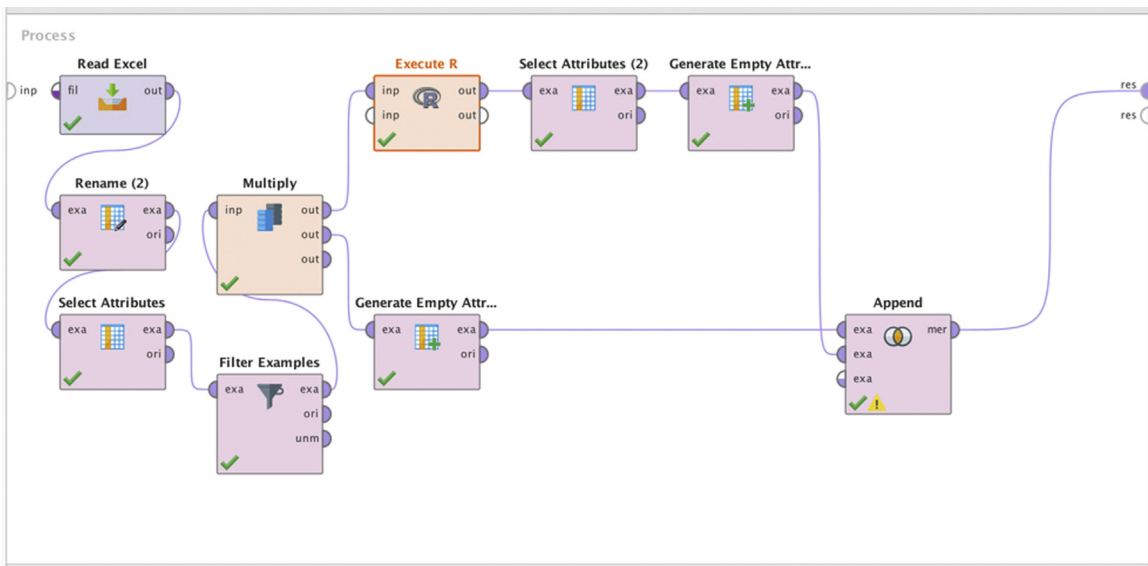 Process
Read Excel
inp
fil
out
Execute R
inp
out
inp
out
Select Attributes (2)
exa
exa
ori
Generate Empty Attr...
exa
exa
ori
res
res
Rename (2)
exa
exa
ori
Multiply
inp
out
out
out
Select Attributes
exa
exa
ori
Generate Empty Attr...
exa
exa
ori
Append
exa
mer
exa
exa
Filter Examples
exa
exa
ori
unm